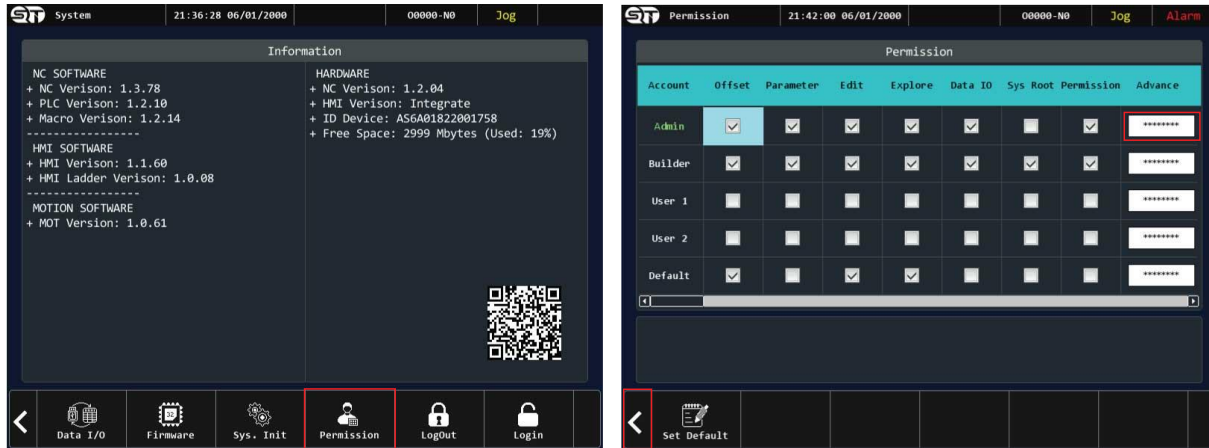 System 21:36:28 06/01/2000 O0000-N0 Jog
Information
NC SOFTWARE
+ NC Verison: 1.3.78
+ PLC Verison: 1.2.10
+ Macro Verison: 1.2.14
-----------------
HMI SOFTWARE
+ HMI Verison: 1.1.60
+ HMI Ladder Verison: 1.0.08
-----------------
MOTION SOFTWARE
+ MOT Version: 1.0.61
HARDWARE
+ NC Verison: 1.2.04
+ HMI Verison: Integrate
+ ID Device: AS6A01822001758
+ Free Space: 2999 Mbytes (Used: 19%)
Data I/O Firmware Sys. Init Permission LogOut Login
Permission 21:42:00 06/01/2000 O0000-N0 Jog Alarm
Permission
Account Offset Parameter Edit Explore Data IO Sys Root Permission Advance
Admin ********
Builder ********
User 1 ********
User 2 ********
Default ********
Set Default